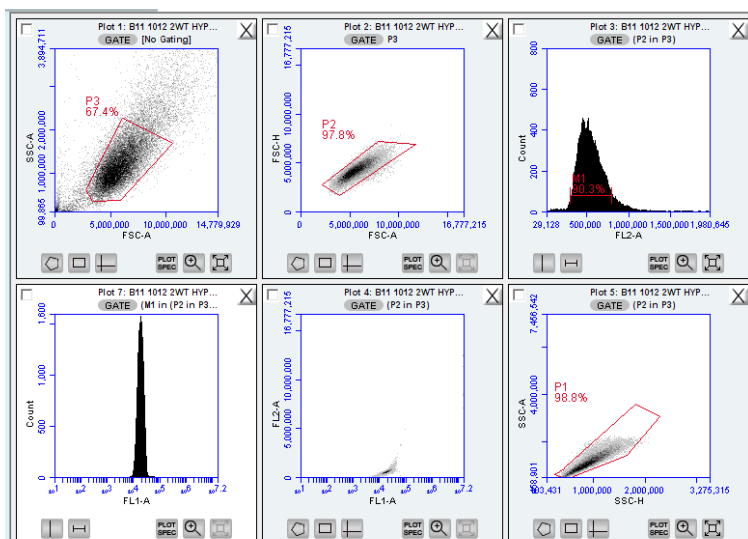 Plot 1: B11 1012 2WT HYP...
GATE [No Gating]
3,894,711
2,000,000
1,000,000
99,865
SSC-A
P3
67.4%
5,000,000 10,000,000 14,779,929
FSC-A
PLOT
SPEC
Plot 2: B11 1012 2WT HYP...
GATE P3
16,777,215
10,000,000
5,000,000
0
FSC-H
P2
97.8%
0 5,000,000 10,000,000 16,777,215
FSC-A
PLOT
SPEC
Plot 3: B11 1012 2WT HYP...
GATE (P2 in P3)
800
600
400
200
0
Count
M1
90.3%
29,128 500,000 1,000,000 1,500,000 1,980,645
FL2-A
PLOT
SPEC
Plot 7: B11 1012 2WT HYP...
GATE (M1 in (P2 in P3...
1,600
1,000
500
0
Count
FL1-A
PLOT
SPEC
Plot 4: B11 1012 2WT HYP...
GATE (P2 in P3)
16,777,215
10,000,000
5,000,000
0
FL2-A
FL1-A
PLOT
SPEC
Plot 5: B11 1012 2WT HYP...
GATE (P2 in P3)
7,456,542
4,000,000
SSC-A
P1
98.8%
1,000,000 2,000,000 3,275,315
SSC-H
PLOT
SPEC